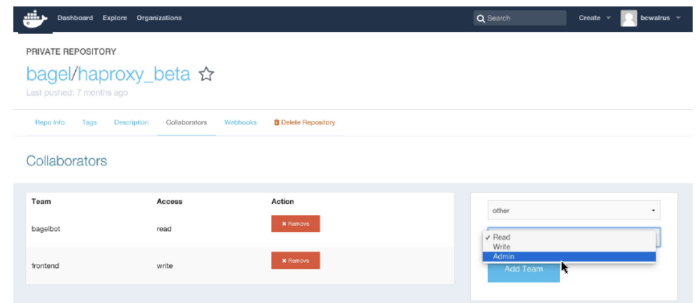 Dashboard Explore Organizations Search Create bcwalrus
PRIVATE REPOSITORY
bagel/haproxy_beta
Last pushed: 7 months ago
Repo Info Tags Description Collaborators Webhooks Delete Repository
Collaborators
Team Access Action
bagelbot read × Remove
frontend write × Remove
other
✓ Read
Write
Admin
Add Team